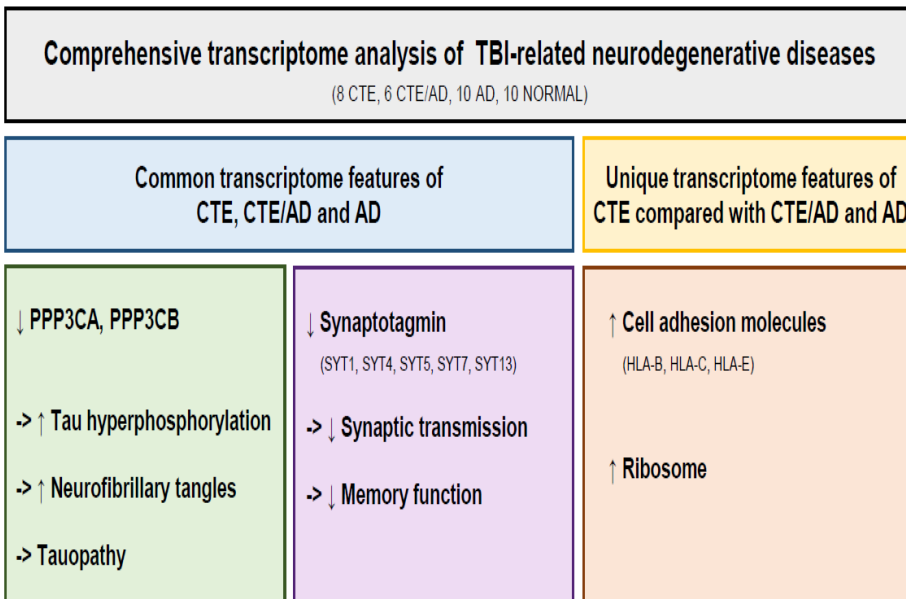 Comprehensive transcriptome analysis of TBI-related neurodegenerative diseases
(8 CTE, 6 CTE/AD, 10 AD, 10 NORMAL)
Common transcriptome features of
CTE, CTE/AD and AD
Unique transcriptome features of
CTE compared with CTE/AD and AD
↓ PPP3CA, PPP3CB
-> ↑ Tau hyperphosphorylation
-> ↑ Neurofibrillary tangles
-> Tauopathy
↓ Synaptotagmin
(SYT1, SYT4, SYT5, SYT7, SYT13)
-> ↓ Synaptic transmission
-> ↓ Memory function
↑ Cell adhesion molecules
(HLA-B, HLA-C, HLA-E)
↑ Ribosome